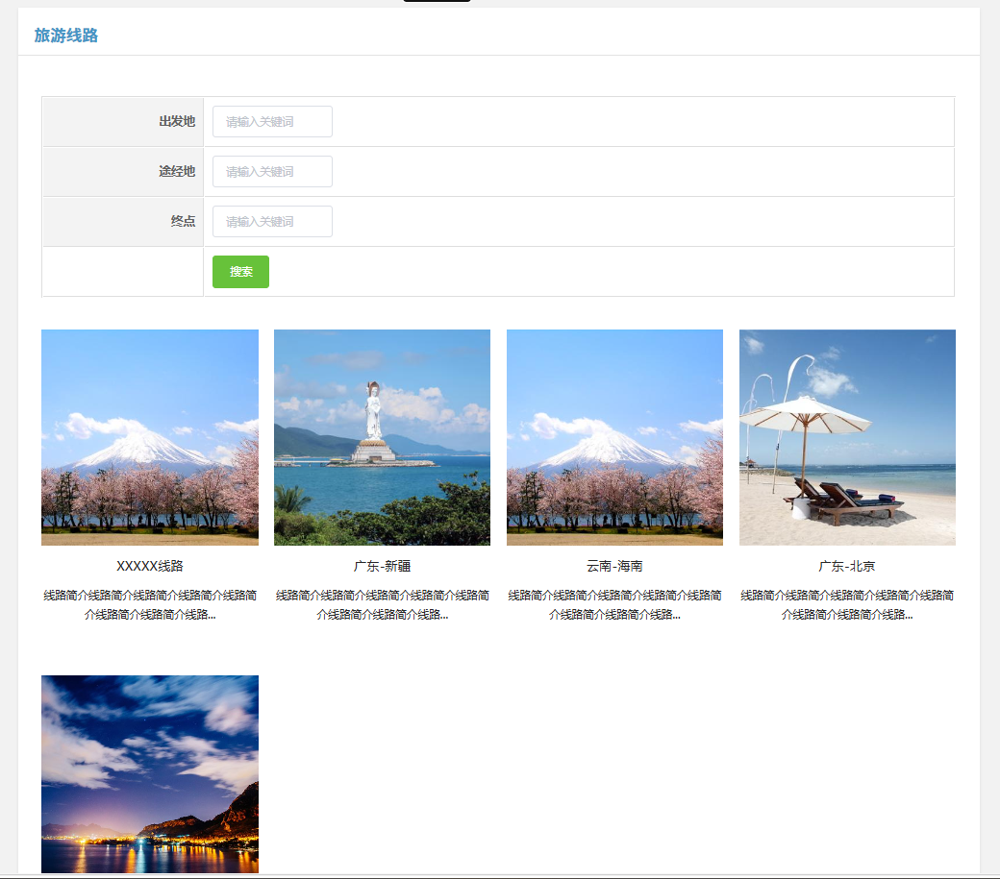 旅游线路
出发地 请输入关键词
途经地 请输入关键词
终点 请输入关键词
搜索
XXXXX线路
线路简介线路简介线路简介线路简介线路简
介线路简介线路简介线路...
广东-新疆
线路简介线路简介线路简介线路简介线路简
介线路简介线路简介线路...
云南-海南
线路简介线路简介线路简介线路简介线路简
介线路简介线路简介线路...
广东-北京
线路简介线路简介线路简介线路简介线路简
介线路简介线路简介线路...